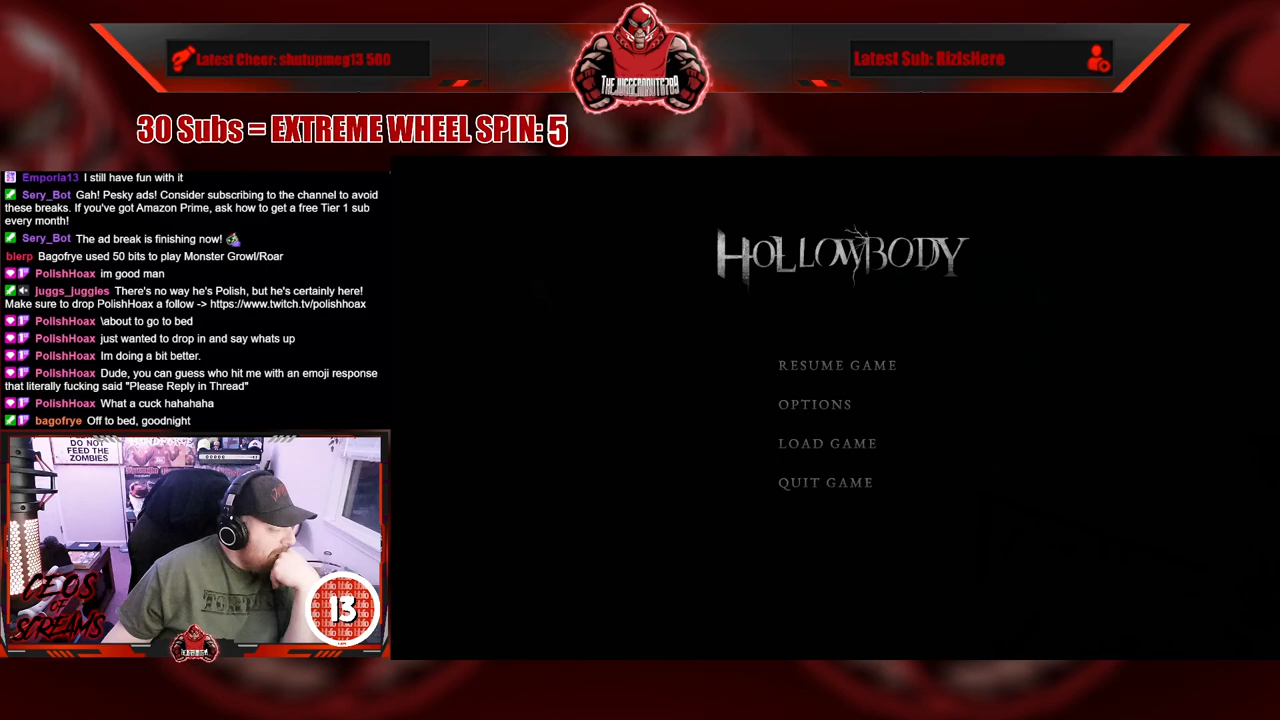 Latest Cheer: shutupmeg13 500
THEJUGGERNAUT6789
Latest Sub: RizIsHere
30 Subs = EXTREME WHEEL SPIN: 5
Emporia13 I still have fun with it
Sery_Bot Gah! Pesky ads! Consider subscribing to the channel to avoid
these breaks. If you've got Amazon Prime, ask how to get a free Tier 1 sub
every month!
Sery_Bot The ad break is finishing now!
blerp Bagofrye used 50 bits to play Monster Growl/Roar
PolishHoax im good man
juggs_juggies There's no way he's Polish, but he's certainly here!
Make sure to drop PolishHoax a follow -> https://www.twitch.tv/polishhoax
PolishHoax \about to go to bed
PolishHoax just wanted to drop in and say whats up
PolishHoax Im doing a bit better.
PolishHoax Dude, you can guess who hit me with an emoji response
that literally fucking said "Please Reply in Thread"
PolishHoax What a cuck hahahaha
bagofrye Off to bed, goodnight
HOLLOWBODY
RESUME GAME
OPTIONS
LOAD GAME
QUIT GAME
DO NOT
FEED THE
ZOMBIES
CEOS
OF
SCREAMS
13